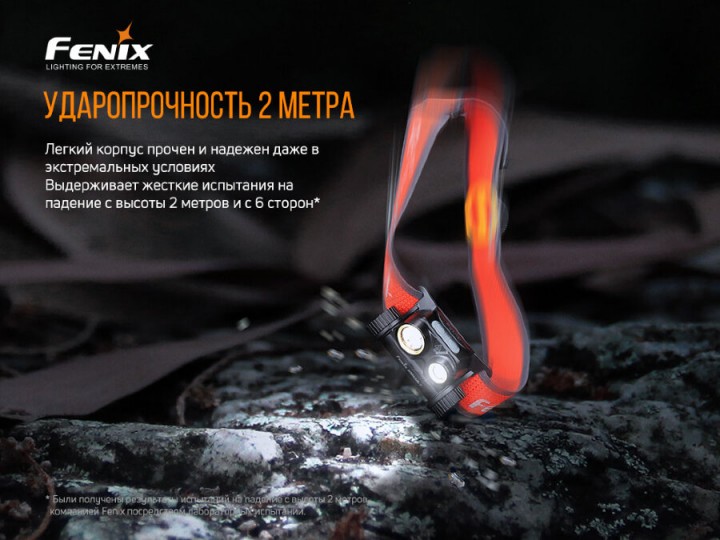 FENIX
LIGHTING FOR EXTREMES
УДАРОПРОЧНОСТЬ 2 МЕТРА
Легкий корпус прочен и надежен даже в
экстремальных условиях
Выдерживает жесткие испытания на
падение с высоты 2 метров и с 6 сторон*
* Были получены результаты испытаний на падение с высоты 2 метров
компанией Fenix посредством лабораторных испытаний.